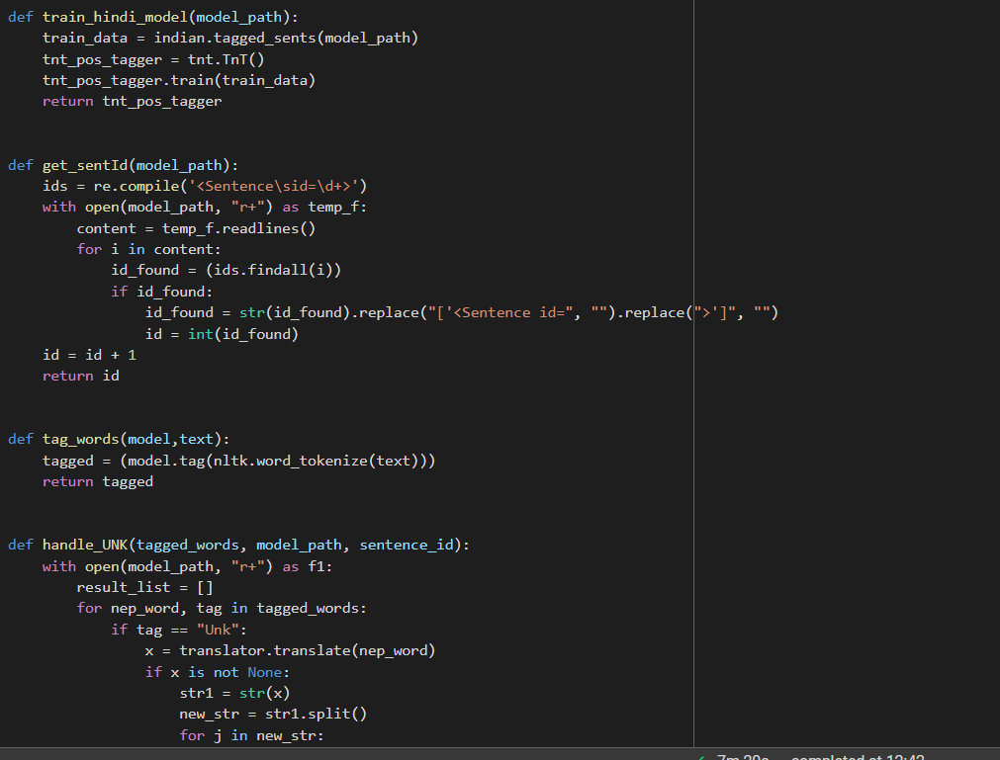 def train_hindi_model(model_path):
    train_data = indian.tagged_sents(model_path)
    tnt_pos_tagger = tnt.TnT()
    tnt_pos_tagger.train(train_data)
    return tnt_pos_tagger
def get_sentId(model_path):
    ids = re.compile('<Sentence\sid=\d+>')
    with open(model_path, "r+") as temp_f:
        content = temp_f.readlines()
        for i in content:
            id_found = (ids.findall(i))
            if id_found:
                id_found = str(id_found).replace("['<Sentence id=", "").replace(">']", "")
                id = int(id_found)
    id = id + 1
    return id
def tag_words(model,text):
    tagged = (model.tag(nltk.word_tokenize(text)))
    return tagged
def handle_UNK(tagged_words, model_path, sentence_id):
    with open(model_path, "r+") as f1:
        result_list = []
        for nep_word, tag in tagged_words:
            if tag == "Unk":
                x = translator.translate(nep_word)
                if x is not None:
                    str1 = str(x)
                    new_str = str1.split()
                    for j in new_str:
completed at